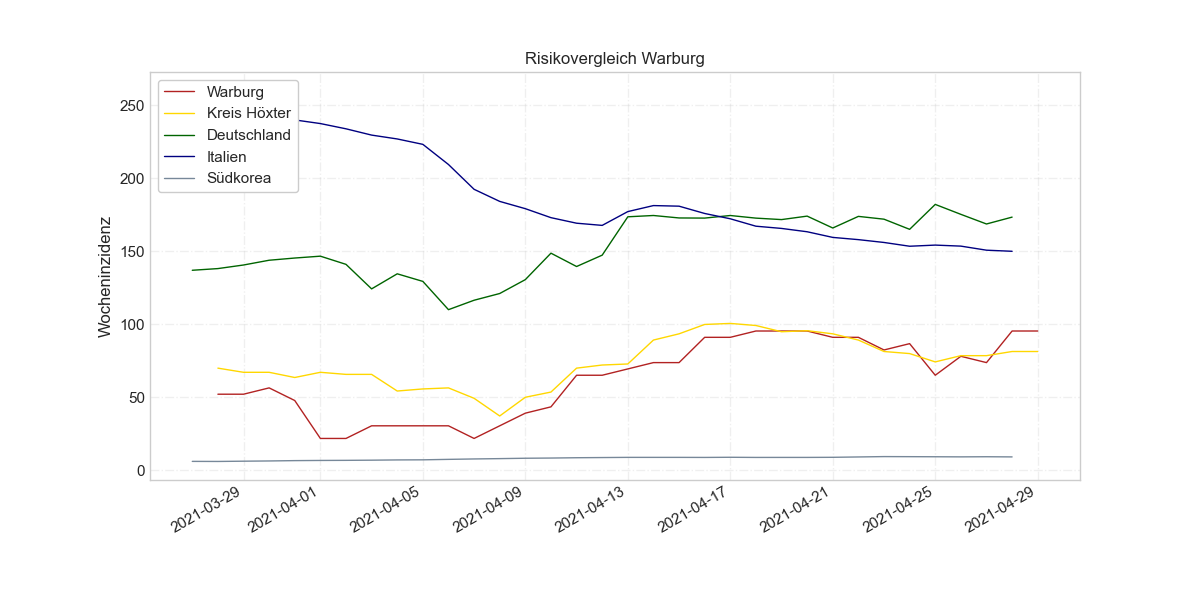 Risikovergleich Warburg
Warburg
Kreis Höxter
Deutschland
Italien
Südkorea
Wocheninzidenz
250
200
150
100
50
0
2021-03-29
2021-04-01
2021-04-05
2021-04-09
2021-04-13
2021-04-17
2021-04-21
2021-04-25
2021-04-29